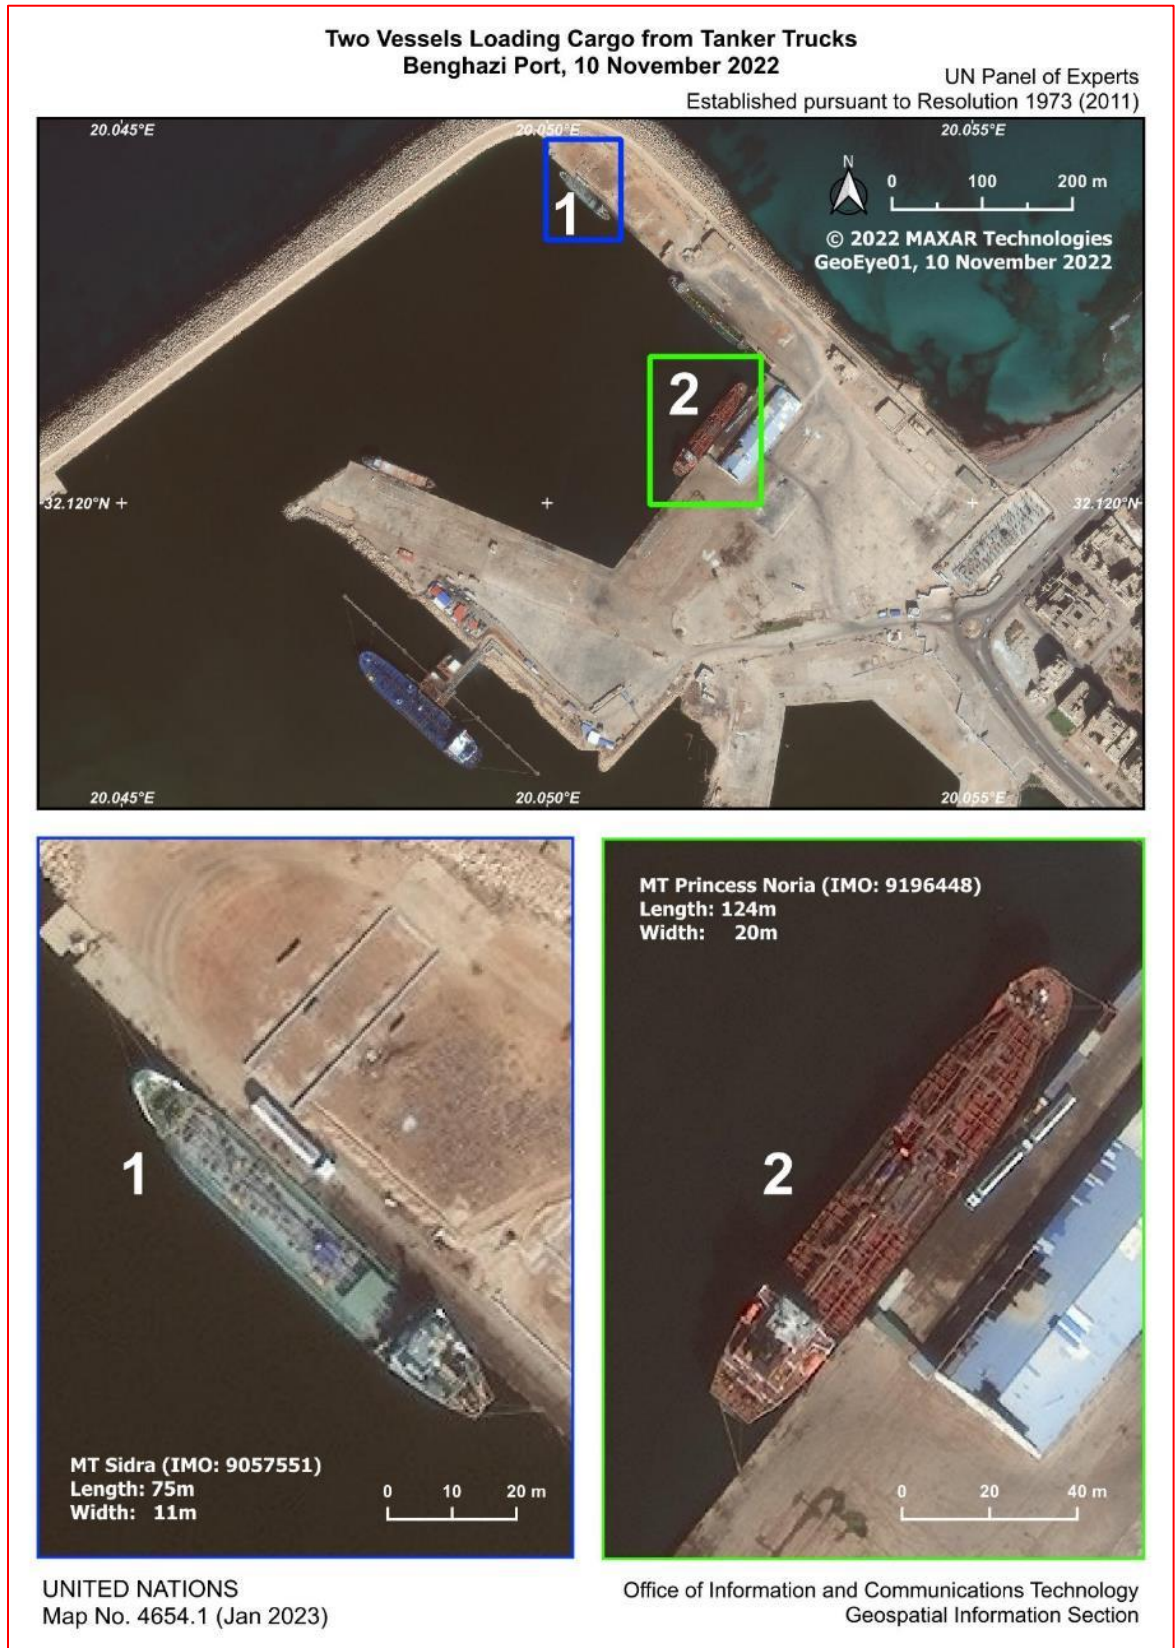 Two Vessels Loading Cargo from Tanker Trucks
Benghazi Port, 10 November 2022
UN Panel of Experts
Established pursuant to Resolution 1973 (2011)
20.045°E
20.050°E
20.055°E
N
0 100 200 m
© 2022 MAXAR Technologies
GeoEye01, 10 November 2022
1
2
32.120°N
32.120°N
20.045°E
20.050°E
20.055°E
1
MT Sidra (IMO: 9057551)
Length: 75m
Width: 11m
0 10 20 m
MT Princess Noria (IMO: 9196448)
Length: 124m
Width: 20m
2
0 20 40 m
UNITED NATIONS
Map No. 4654.1 (Jan 2023)
Office of Information and Communications Technology
Geospatial Information Section